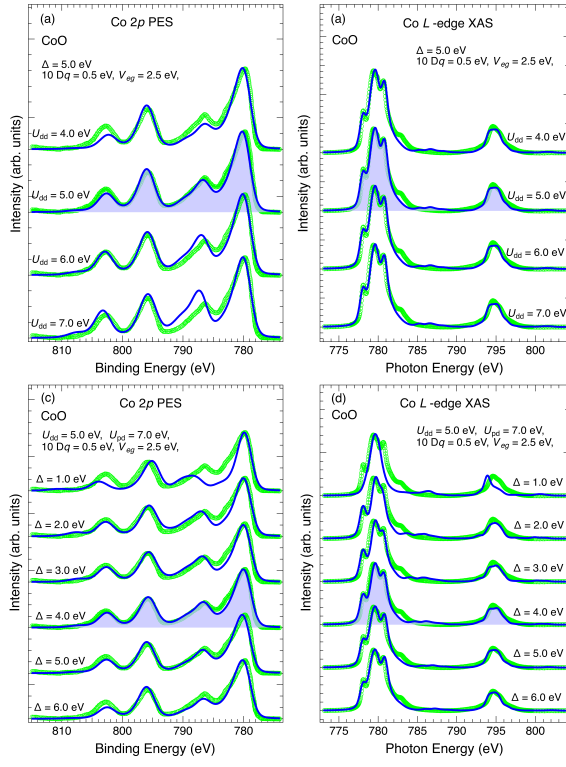 (a)
Co 2p PES
CoO
Δ = 5.0 eV
10 Dq = 0.5 eV, Veg = 2.5 eV,
Udd = 4.0 eV
Udd = 5.0 eV
Udd = 6.0 eV
Udd = 7.0 eV
Intensity (arb. units)
810 800 790 780
Binding Energy (eV)
(a)
Co L -edge XAS
CoO
Δ = 5.0 eV
10 Dq = 0.5 eV, Veg = 2.5 eV,
Udd = 4.0 eV
Udd = 5.0 eV
Udd = 6.0 eV
Udd = 7.0 eV
Intensity (arb. units)
775 780 785 790 795 800
Photon Energy (eV)
(c)
Co 2p PES
CoO
Udd = 5.0 eV, Upd = 7.0 eV,
10 Dq = 0.5 eV, Veg = 2.5 eV,
Δ = 1.0 eV
Δ = 2.0 eV
Δ = 3.0 eV
Δ = 4.0 eV
Δ = 5.0 eV
Δ = 6.0 eV
Intensity (arb. units)
810 800 790 780
Binding Energy (eV)
(d)
Co L -edge XAS
CoO
Udd = 5.0 eV, Upd = 7.0 eV,
10 Dq = 0.5 eV, Veg = 2.5 eV,
Δ = 1.0 eV
Δ = 2.0 eV
Δ = 3.0 eV
Δ = 4.0 eV
Δ = 5.0 eV
Δ = 6.0 eV
Intensity (arb. units)
775 780 785 790 795 800
Photon Energy (eV)